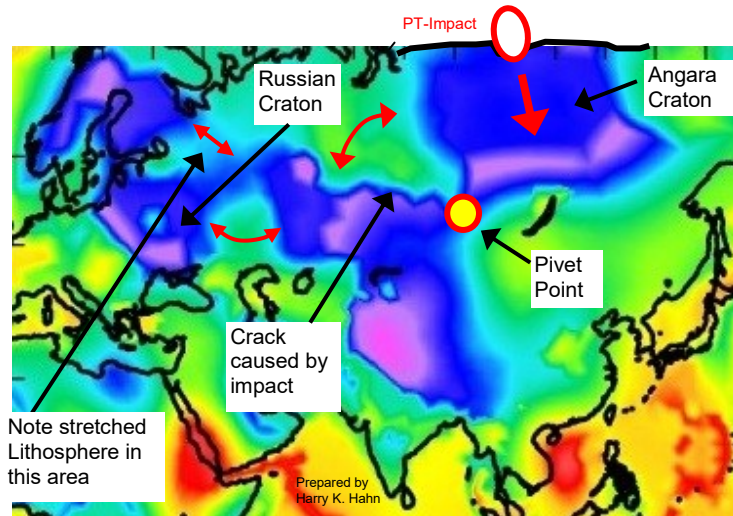 PT-Impact
Russian
Craton
Angara
Craton
Pivet
Point
Crack
caused by
impact
Note stretched
Lithosphere in
this area
Prepared by
Harry K. Hahn